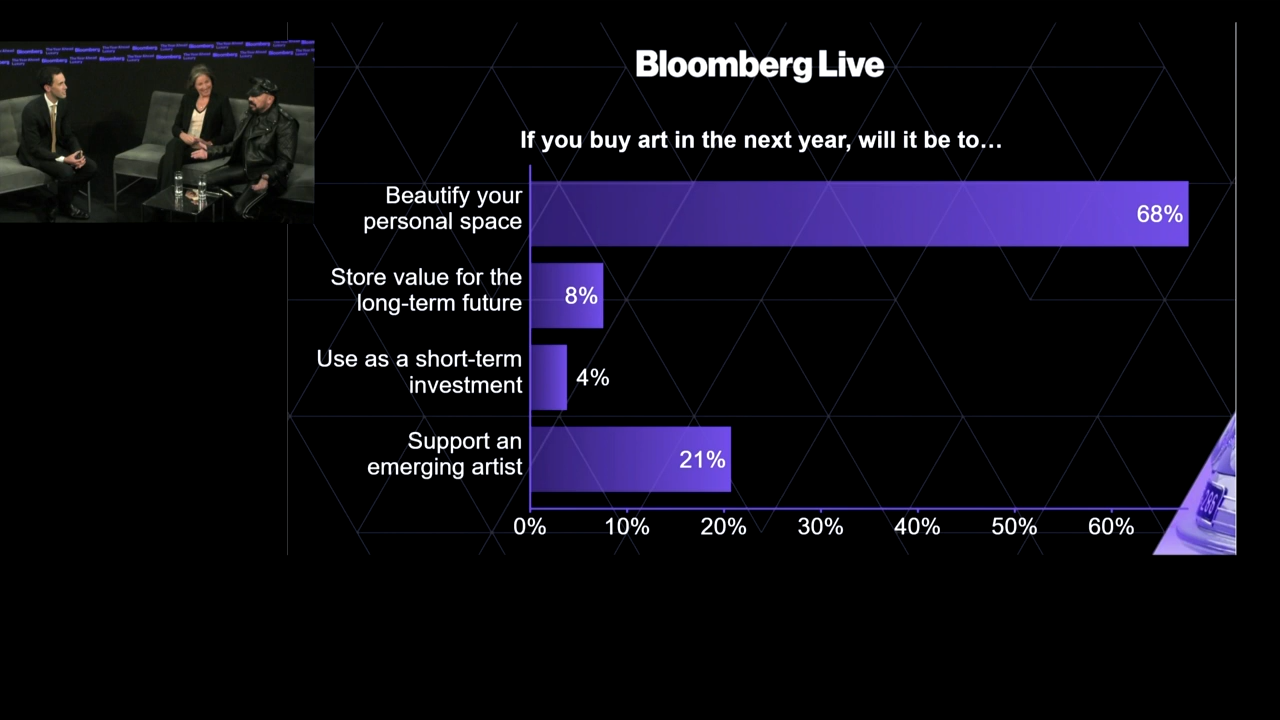 Bloomberg Live
If you buy art in the next year, will it be to…
Beautify your
personal space
68%
Store value for the
long-term future
8%
Use as a short-term
investment
4%
Support an
emerging artist
21%
0% 10% 20% 30% 40% 50% 60%
Bloomberg
286